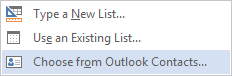 Type a New List...
Use an Existing List...
Choose from Outlook Contacts...